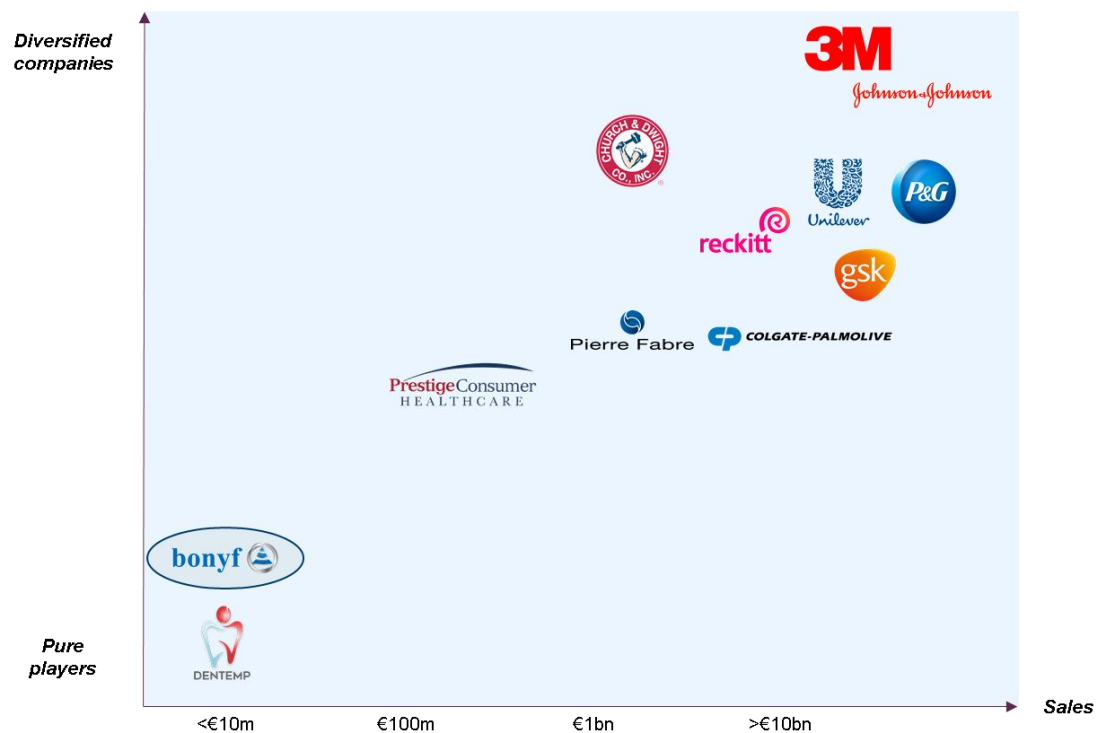 Diversified
companies
3M
Johnson & Johnson
CHURCH & DWIGHT
CO., INC.
®
Unilever
P&G
reckitt
gsk
Pierre Fabre
CP COLGATE-PALMOLIVE
PrestigeConsumer
HEALTHCARE
bonyf
DENTEMP
Pure
players
Sales
<€10m €100m €1bn >€10bn